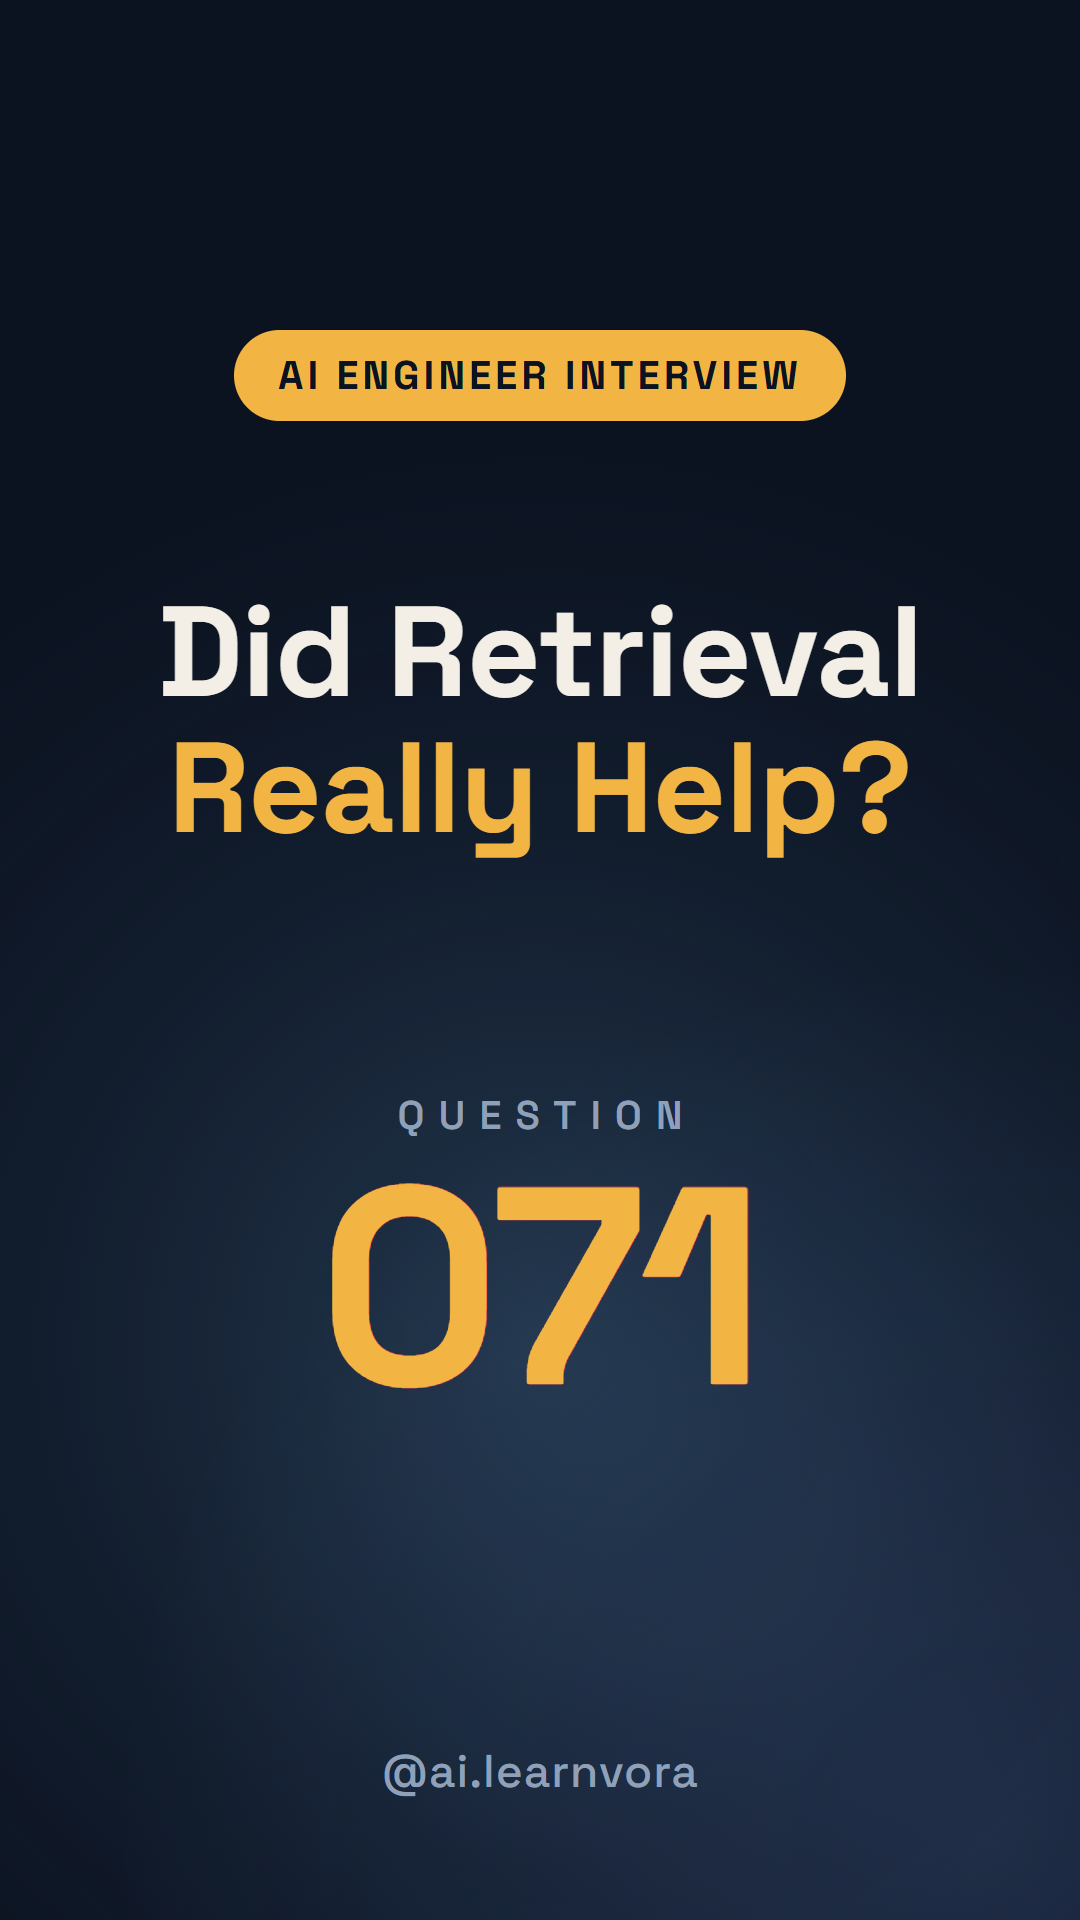 AI ENGINEER INTERVIEW
Did Retrieval
Really Help?
QUESTION
071
@ai.learnvora